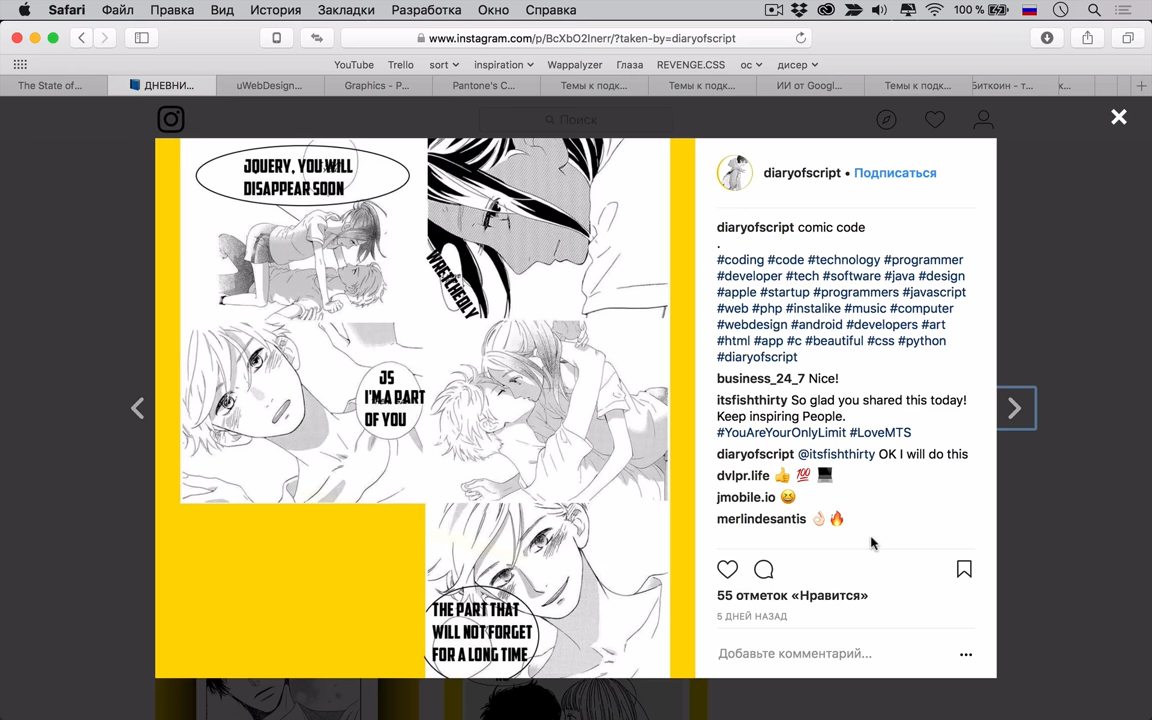 Safari Файл Правка Вид История Закладки Разработка Окно Справка 100 %
www.instagram.com/p/BcXbO2Inerr/?taken-by=diaryofscript
YouTube Trello sort inspiration Wappalyzer Глаза REVENGE.CSS ос дисер
The State of... ДНЕВНИ... uWebDesign... Graphics - P... Pantone's C... Темы к подк... Темы к подк... ИИ от Googl... Темы к подк... Биткоин - т... к...
Поиск
JQUERY, YOU WILL
DISAPPEAR SOON
WRETCHEDLY
JS
I'M A PART
OF YOU
THE PART THAT
WILL NOT FORGET
FOR A LONG TIME
diaryofscript • Подписаться
diaryofscript comic code
.
#coding #code #technology #programmer
#developer #tech #software #java #design
#apple #startup #programmers #javascript
#web #php #instalike #music #computer
#webdesign #android #developers #art
#html #app #c #beautiful #css #python
#diaryofscript
business_24_7 Nice!
itsfishthirty So glad you shared this today!
Keep inspiring People.
#YouAreYourOnlyLimit #LoveMTS
diaryofscript @itsfishthirty OK I will do this
dvlpr.life 👍 💯 💻
jmobile.io 😆
merlindesantis 👌🏻 🔥
55 отметок «Нравится»
5 ДНЕЙ НАЗАД
Добавьте комментарий...